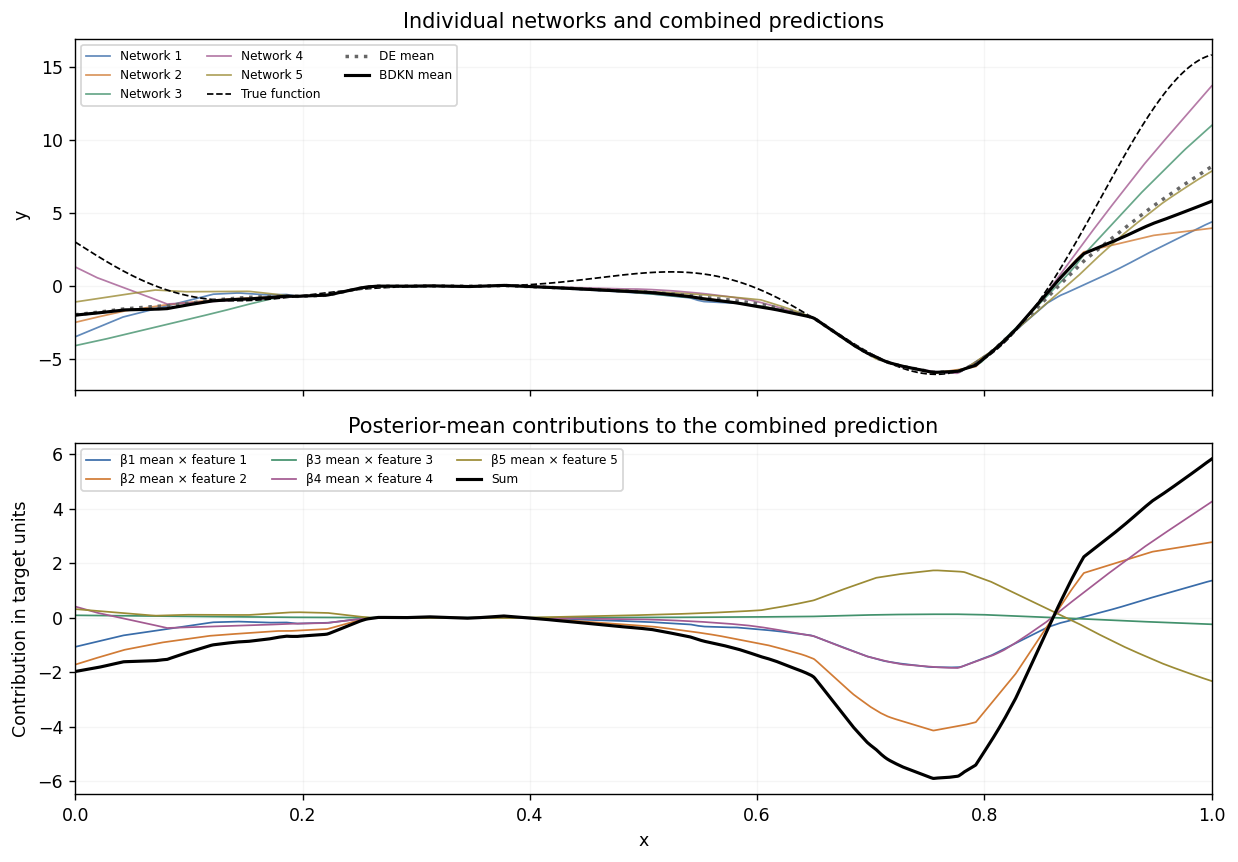 Individual networks and combined predictions
Network 1
Network 2
Network 3
Network 4
Network 5
True function
DE mean
BDKN mean
15
10
5
0
−5
y
Posterior-mean contributions to the combined prediction
β1 mean × feature 1
β2 mean × feature 2
β3 mean × feature 3
β4 mean × feature 4
β5 mean × feature 5
Sum
6
4
2
0
−2
−4
−6
Contribution in target units
0.0
0.2
0.4
0.6
0.8
1.0
x